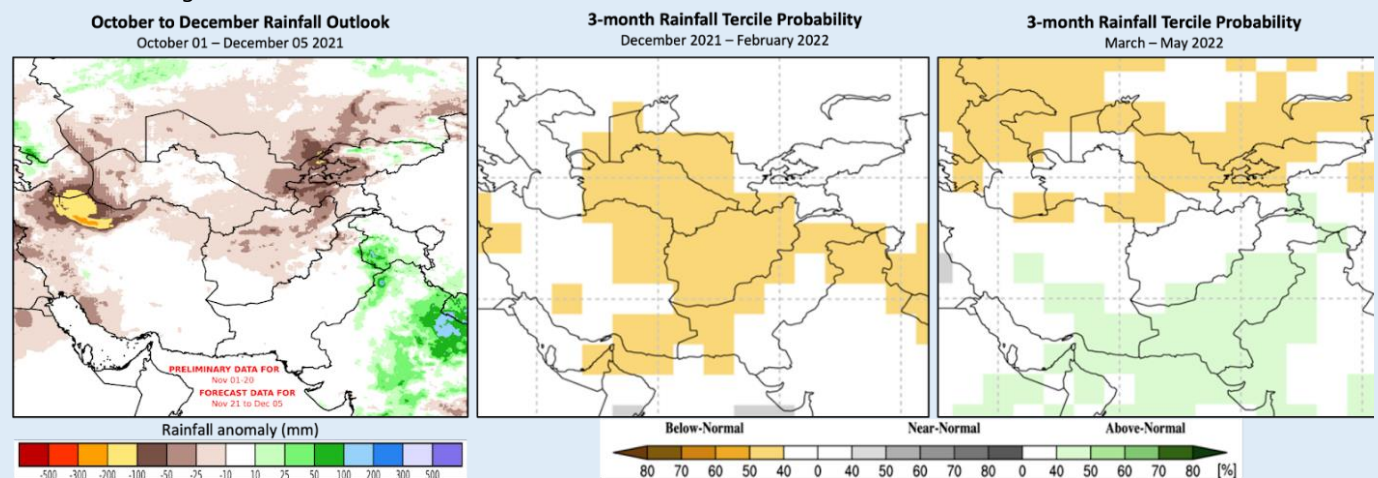 October to December Rainfall Outlook
October 01 – December 05 2021
3-month Rainfall Tercile Probability
December 2021 – February 2022
3-month Rainfall Tercile Probability
March – May 2022
PRELIMINARY DATA FOR
Nov 01-20
FORECAST DATA FOR
Nov 21 to Dec 05
Rainfall anomaly (mm)
-500 -300 -200 -100 -50 -25 -10 10 25 50 100 200 300 500
Below-Normal Near-Normal Above-Normal
80 70 60 50 40 0 40 50 60 70 80 0 40 50 60 70 80 [%]